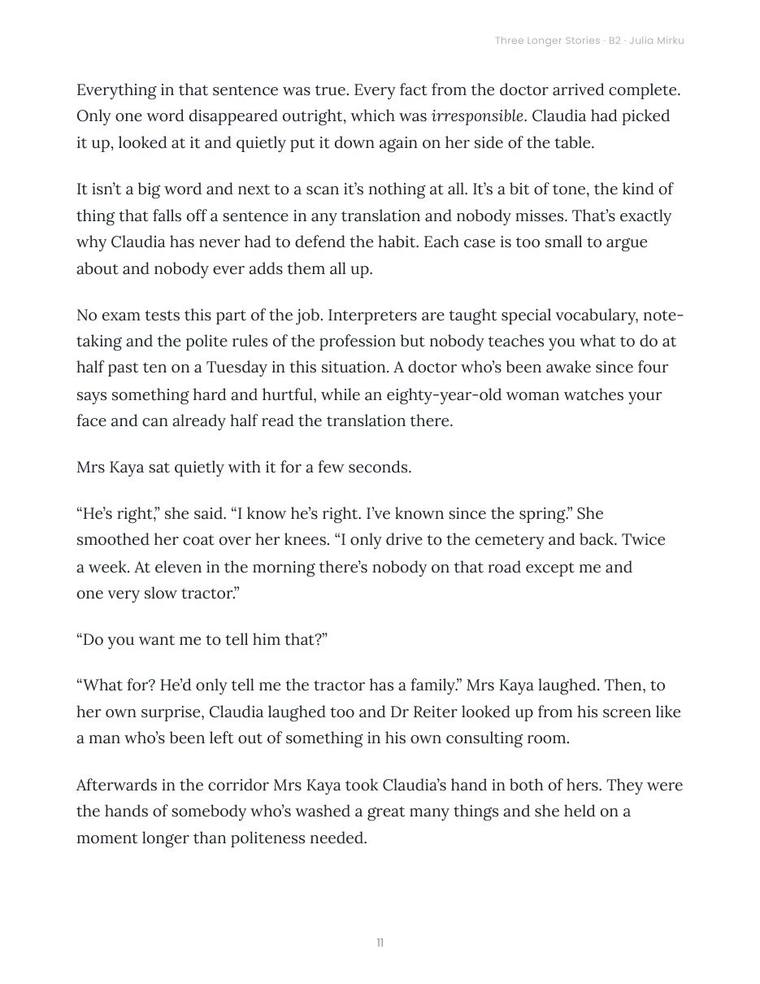 Three Longer Stories · B2 · Julia Mirku
Everything in that sentence was true. Every fact from the doctor arrived complete.
Only one word disappeared outright, which was irresponsible. Claudia had picked
it up, looked at it and quietly put it down again on her side of the table.
It isn’t a big word and next to a scan it’s nothing at all. It’s a bit of tone, the kind of
thing that falls off a sentence in any translation and nobody misses. That’s exactly
why Claudia has never had to defend the habit. Each case is too small to argue
about and nobody ever adds them all up.
No exam tests this part of the job. Interpreters are taught special vocabulary, note-
taking and the polite rules of the profession but nobody teaches you what to do at
half past ten on a Tuesday in this situation. A doctor who’s been awake since four
says something hard and hurtful, while an eighty-year-old woman watches your
face and can already half read the translation there.
Mrs Kaya sat quietly with it for a few seconds.
“He’s right,” she said. “I know he’s right. I’ve known since the spring.” She
smoothed her coat over her knees. “I only drive to the cemetery and back. Twice
a week. At eleven in the morning there’s nobody on that road except me and
one very slow tractor.”
“Do you want me to tell him that?”
“What for? He’d only tell me the tractor has a family.” Mrs Kaya laughed. Then, to
her own surprise, Claudia laughed too and Dr Reiter looked up from his screen like
a man who’s been left out of something in his own consulting room.
Afterwards in the corridor Mrs Kaya took Claudia’s hand in both of hers. They were
the hands of somebody who’s washed a great many things and she held on a
moment longer than politeness needed.
11